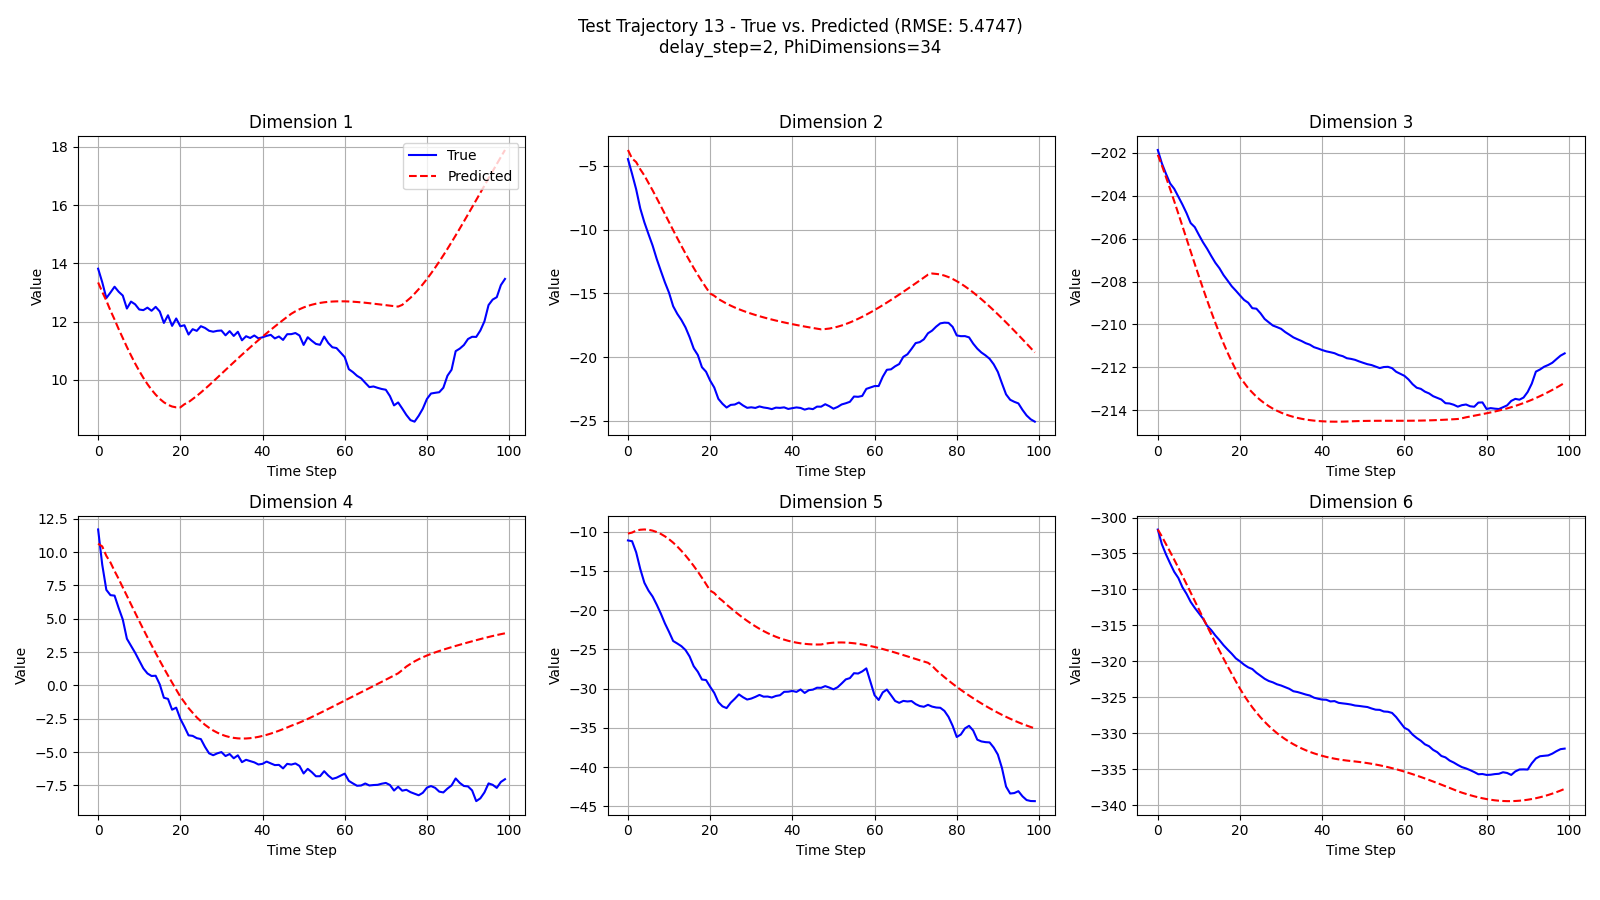 Test Trajectory 13 - True vs. Predicted (RMSE: 5.4747)
delay_step=2, PhiDimensions=34
Dimension 1
18
16
14
12
10
Value
0 20 40 60 80 100
Time Step
True
Predicted
Dimension 2
−5
−10
−15
−20
−25
Value
0 20 40 60 80 100
Time Step
Dimension 3
−202
−204
−206
−208
−210
−212
−214
Value
0 20 40 60 80 100
Time Step
Dimension 4
12.5
10.0
7.5
5.0
2.5
0.0
−2.5
−5.0
−7.5
Value
0 20 40 60 80 100
Time Step
Dimension 5
−10
−15
−20
−25
−30
−35
−40
−45
Value
0 20 40 60 80 100
Time Step
Dimension 6
−300
−305
−310
−315
−320
−325
−330
−335
−340
Value
0 20 40 60 80 100
Time Step